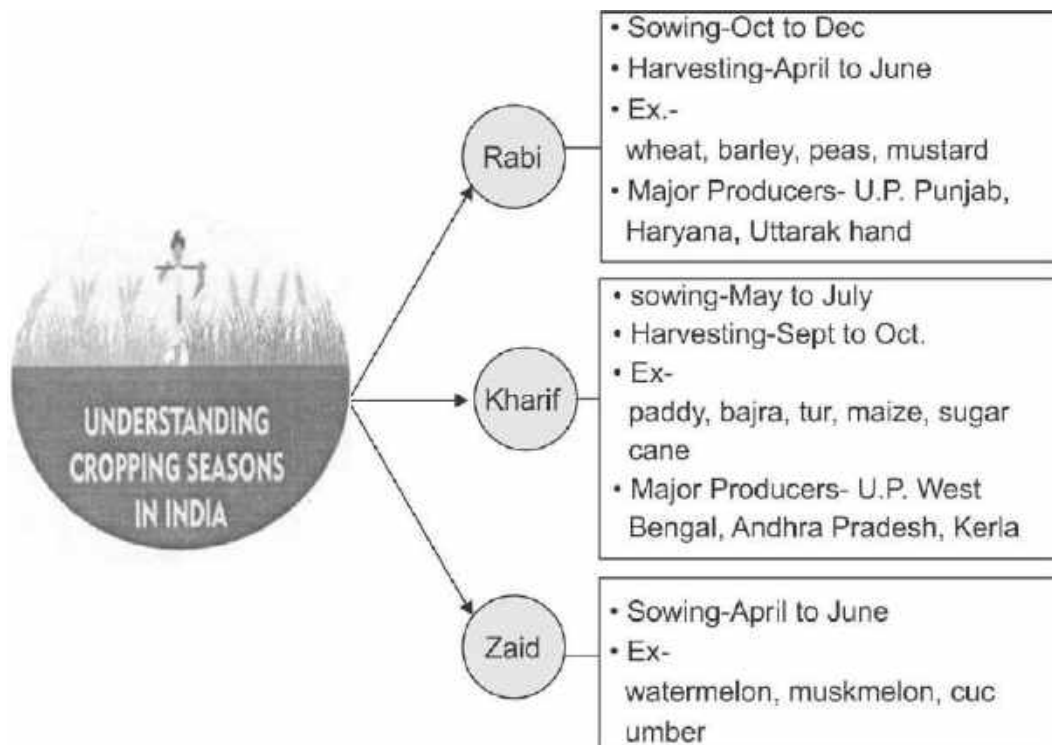 UNDERSTANDING
CROPPING SEASONS
IN INDIA
Rabi
• Sowing-Oct to Dec
• Harvesting-April to June
• Ex.-
wheat, barley, peas, mustard
• Major Producers- U.P. Punjab,
Haryana, Uttarak hand
Kharif
• sowing-May to July
• Harvesting-Sept to Oct.
• Ex-
paddy, bajra, tur, maize, sugar
cane
• Major Producers- U.P. West
Bengal, Andhra Pradesh, Kerla
Zaid
• Sowing-April to June
• Ex-
watermelon, muskmelon, cuc
umber